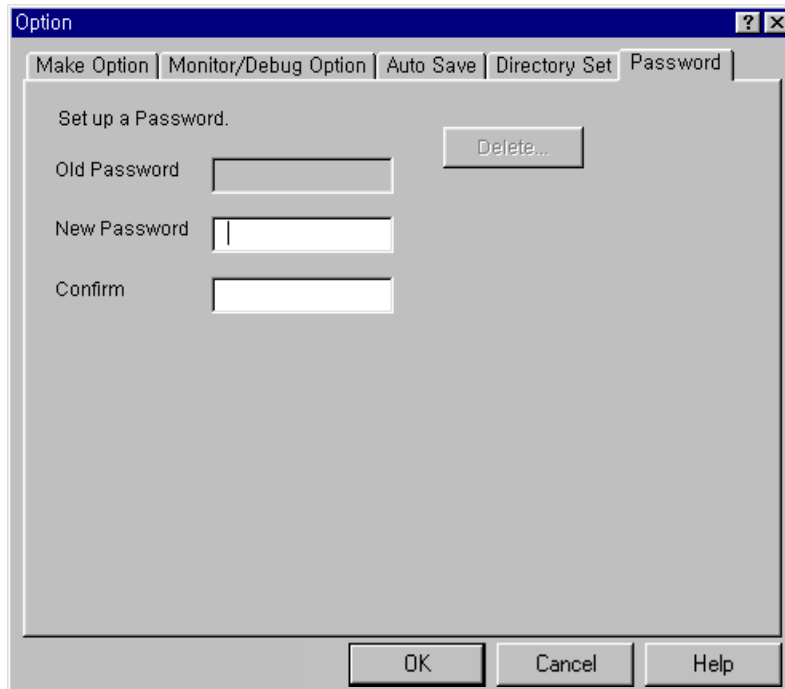 Option
Make Option Monitor/Debug Option Auto Save Directory Set Password
Set up a Password.
Delete...
Old Password
New Password
Confirm
OK Cancel Help